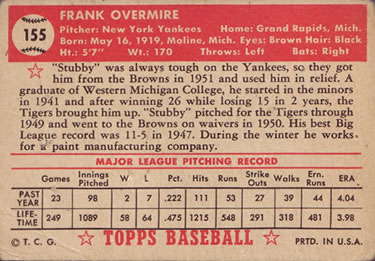 155
FRANK OVERMIRE
Pitcher: New York Yankees Home: Grand Rapids, Mich.
Born: May 16, 1919, Moline, Mich. Eyes: Brown Hair: Black
Ht.: 5'7" Wt.: 170 Throws: Left Bats: Right
☆ "Stubby" was always tough on the Yankees, so they got
him from the Browns in 1951 and used him in relief. A
graduate of Western Michigan College, he started in the minors
in 1941 and after winning 26 while losing 15 in 2 years, the
Tigers brought him up. "Stubby" pitched for the Tigers through
1949 and went to the Browns on waivers in 1950. His best Big
League record was 11-5 in 1947. During the winter he works
for a paint manufacturing company.
MAJOR LEAGUE PITCHING RECORD
Games Innings Pitched W L Pct. Hits Runs Strike Outs Walks Earn. Runs ERA
PAST YEAR 23 98 2 7 .222 111 53 30 39 44 4.04
LIFE-TIME 249 1089 58 64 .475 1215 548 291 318 481 3.98
© T. C. G. ☆ TOPPS BASEBALL ☆ PRTD. IN U.S.A.